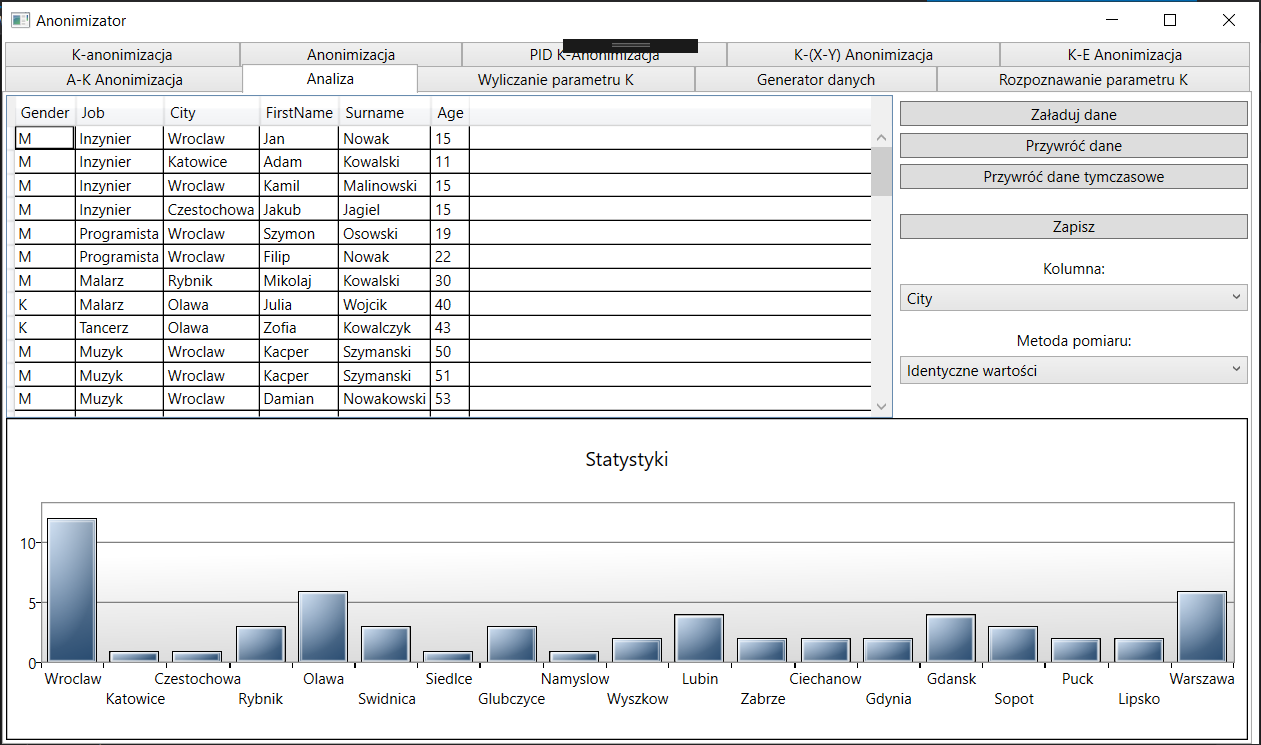 Anonimizator
K-anonimizacja Anonimizacja PID K-Anonimizacja K-(X-Y) Anonimizacja K-E Anonimizacja
A-K Anonimizacja Analiza Wyliczanie parametru K Generator danych Rozpoznawanie parametru K
Gender Job City FirstName Surname Age
M Inzynier Wroclaw Jan Nowak 15
M Inzynier Katowice Adam Kowalski 11
M Inzynier Wroclaw Kamil Malinowski 15
M Inzynier Czestochowa Jakub Jagiel 15
M Programista Wroclaw Szymon Osowski 19
M Programista Wroclaw Filip Nowak 22
M Malarz Rybnik Mikolaj Kowalski 30
K Malarz Olawa Julia Wojcik 40
K Tancerz Olawa Zofia Kowalczyk 43
M Muzyk Wroclaw Kacper Szymanski 50
M Muzyk Wroclaw Kacper Szymanski 51
M Muzyk Wroclaw Damian Nowakowski 53
Załaduj dane
Przywróć dane
Przywróć dane tymczasowe
Zapisz
Kolumna:
City
Metoda pomiaru:
Identyczne wartości
Statystyki
10
5
0
Wroclaw Czestochowa Olawa Siedlce Namyslow Lubin Ciechanow Gdansk Puck Warszawa
Katowice Rybnik Swidnica Glubczyce Wyszkow Zabrze Gdynia Sopot Lipsko